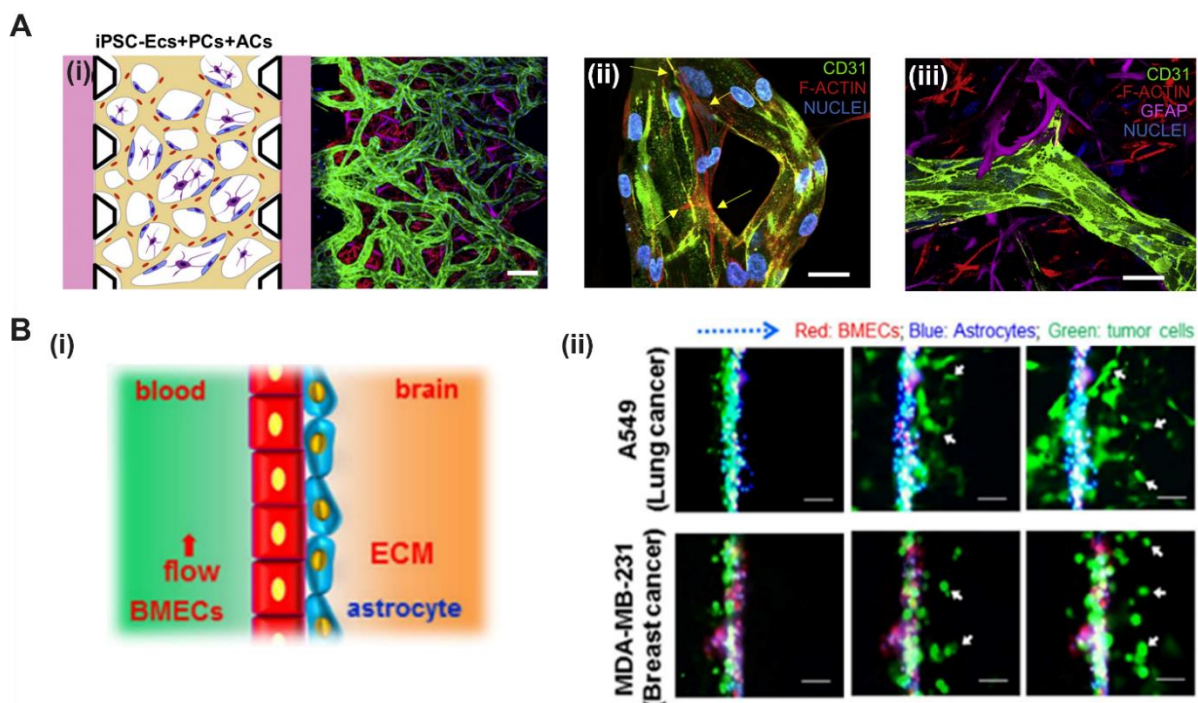 A
iPSC-Ecs+PCs+ACs
(i)
(ii)
CD31
F-ACTIN
NUCLEI
(iii)
CD31
F-ACTIN
GFAP
NUCLEI
B
(i)
blood
brain
flow
BMECs
ECM
astrocyte
(ii)
Red: BMECs; Blue: Astrocytes; Green: tumor cells
A549
(Lung cancer)
MDA-MB-231
(Breast cancer)